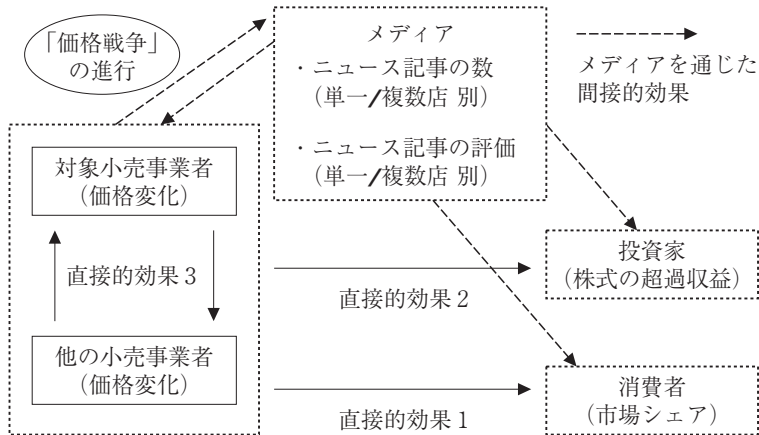 「価格戦争」
の進行
メディア
・ニュース記事の数
（単一/複数店 別）
・ニュース記事の評価
（単一/複数店 別）
メディアを通じた
間接的効果
対象小売事業者
（価格変化）
直接的効果3
他の小売事業者
（価格変化）
直接的効果2
投資家
（株式の超過収益）
直接的効果1
消費者
（市場シェア）